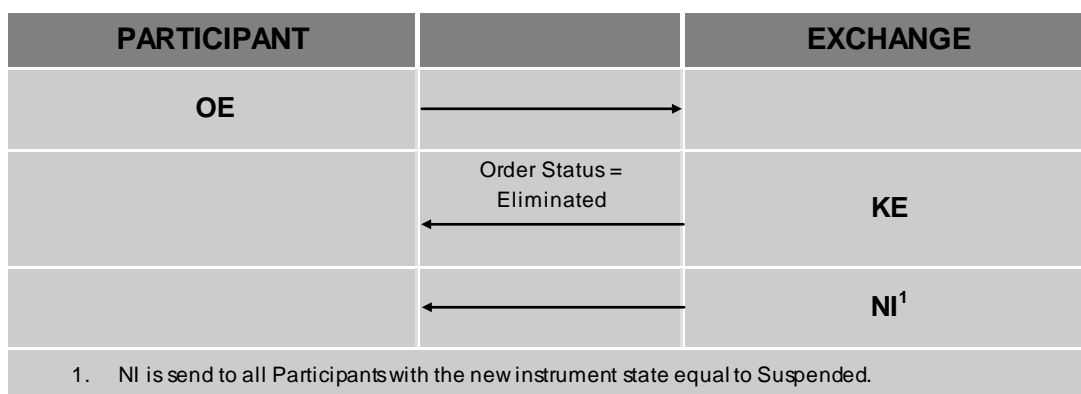 PARTICIPANT EXCHANGE
OE
Order Status =
Eliminated
KE
NI¹
1. NI is send to all Participants with the new instrument state equal to Suspended.